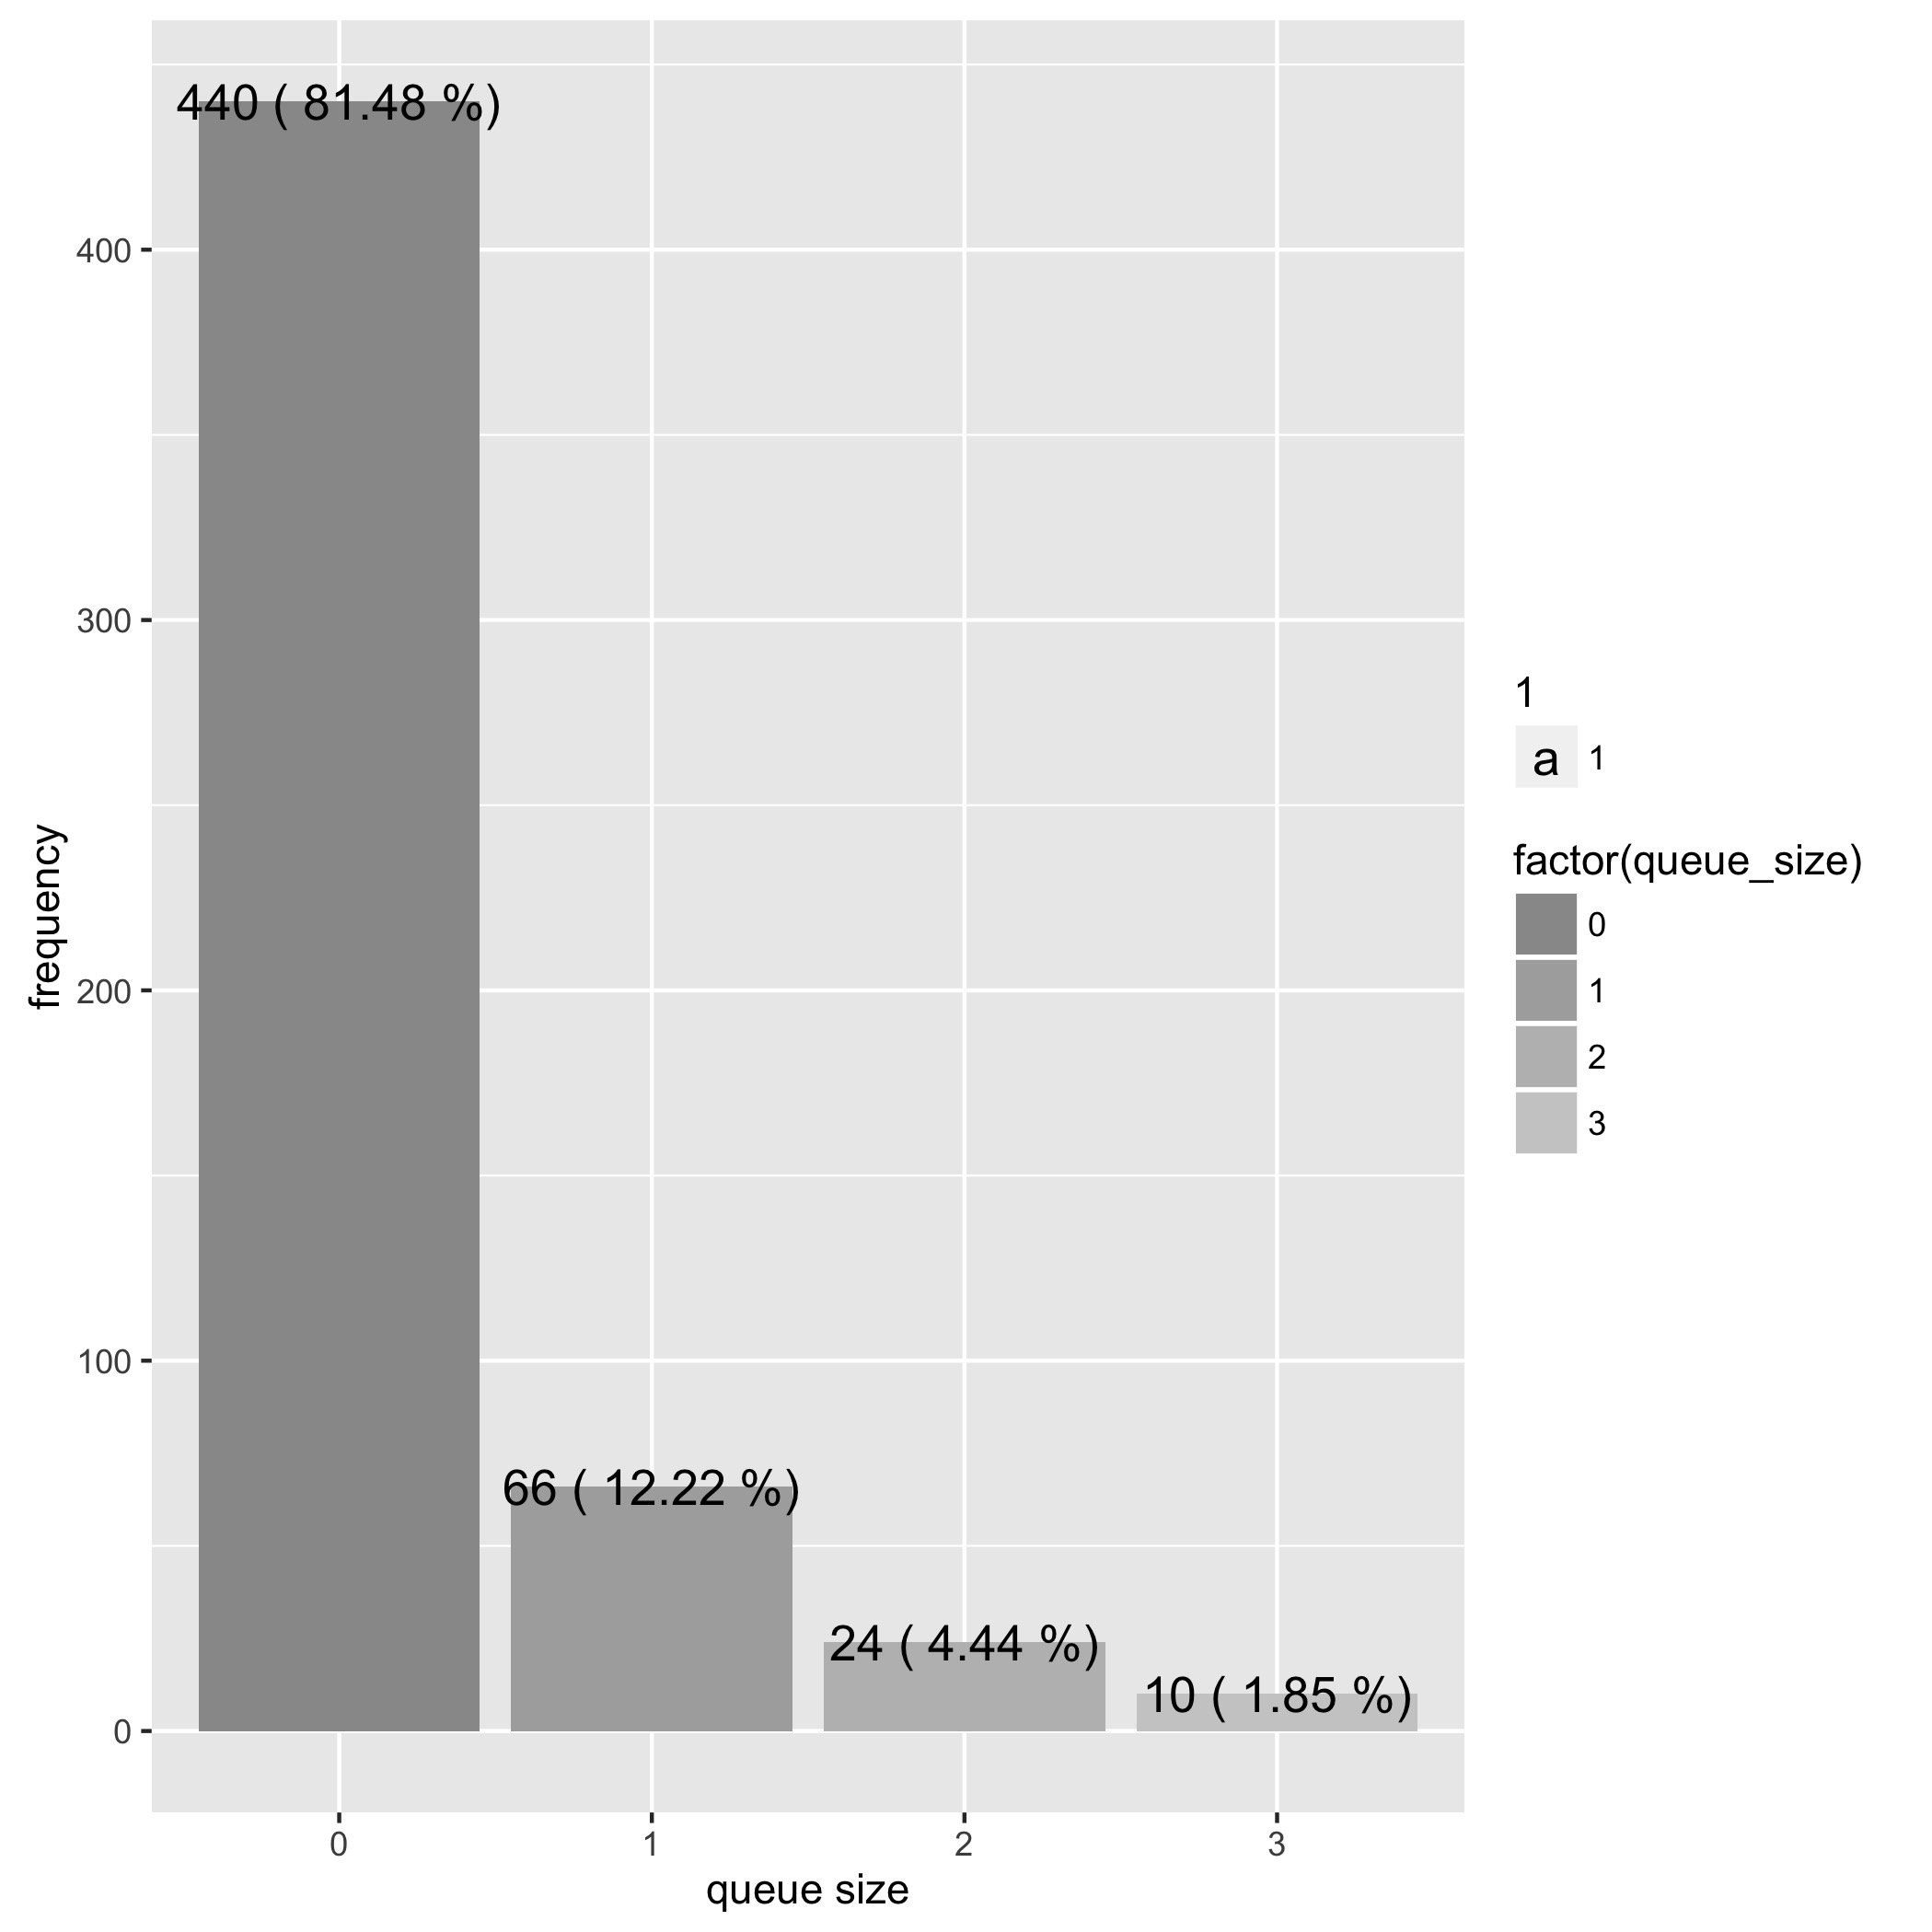 440 ( 81.48 %)
400
300
200
100
0
frequency
66 ( 12.22 %)
24 ( 4.44 %)
10 ( 1.85 %)
0 1 2 3
queue size
1
a 1
factor(queue_size)
0
1
2
3